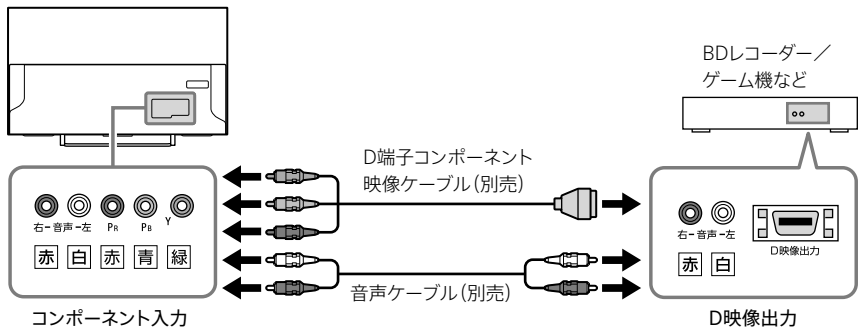 BDレコーダー／
ゲーム機など
D端子コンポーネント
映像ケーブル（別売）
右−音声−左 PR PB Y
赤 白 赤 青 緑
コンポーネント入力
音声ケーブル（別売）
右−音声−左
D映像出力
赤 白
D映像出力